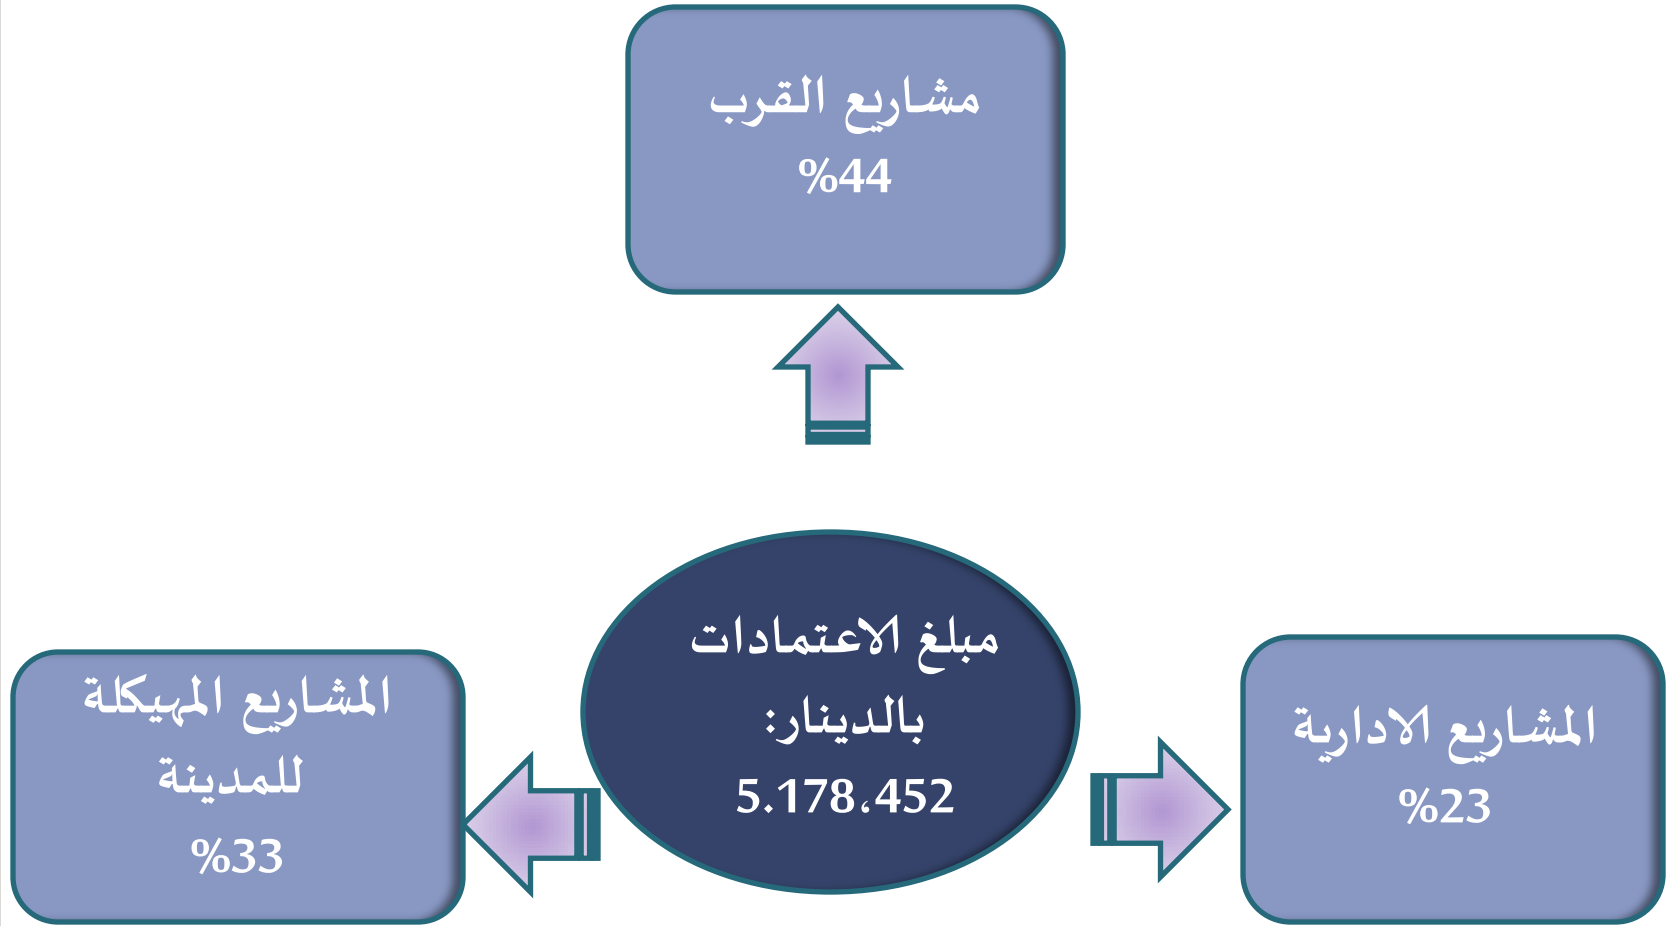 مشاريع القرب
%44
مبلغ الاعتمادات
بالدينار:
5.178،452
المشاريع الادارية
%23
المشاريع المهيكلة
للمدينة
%33